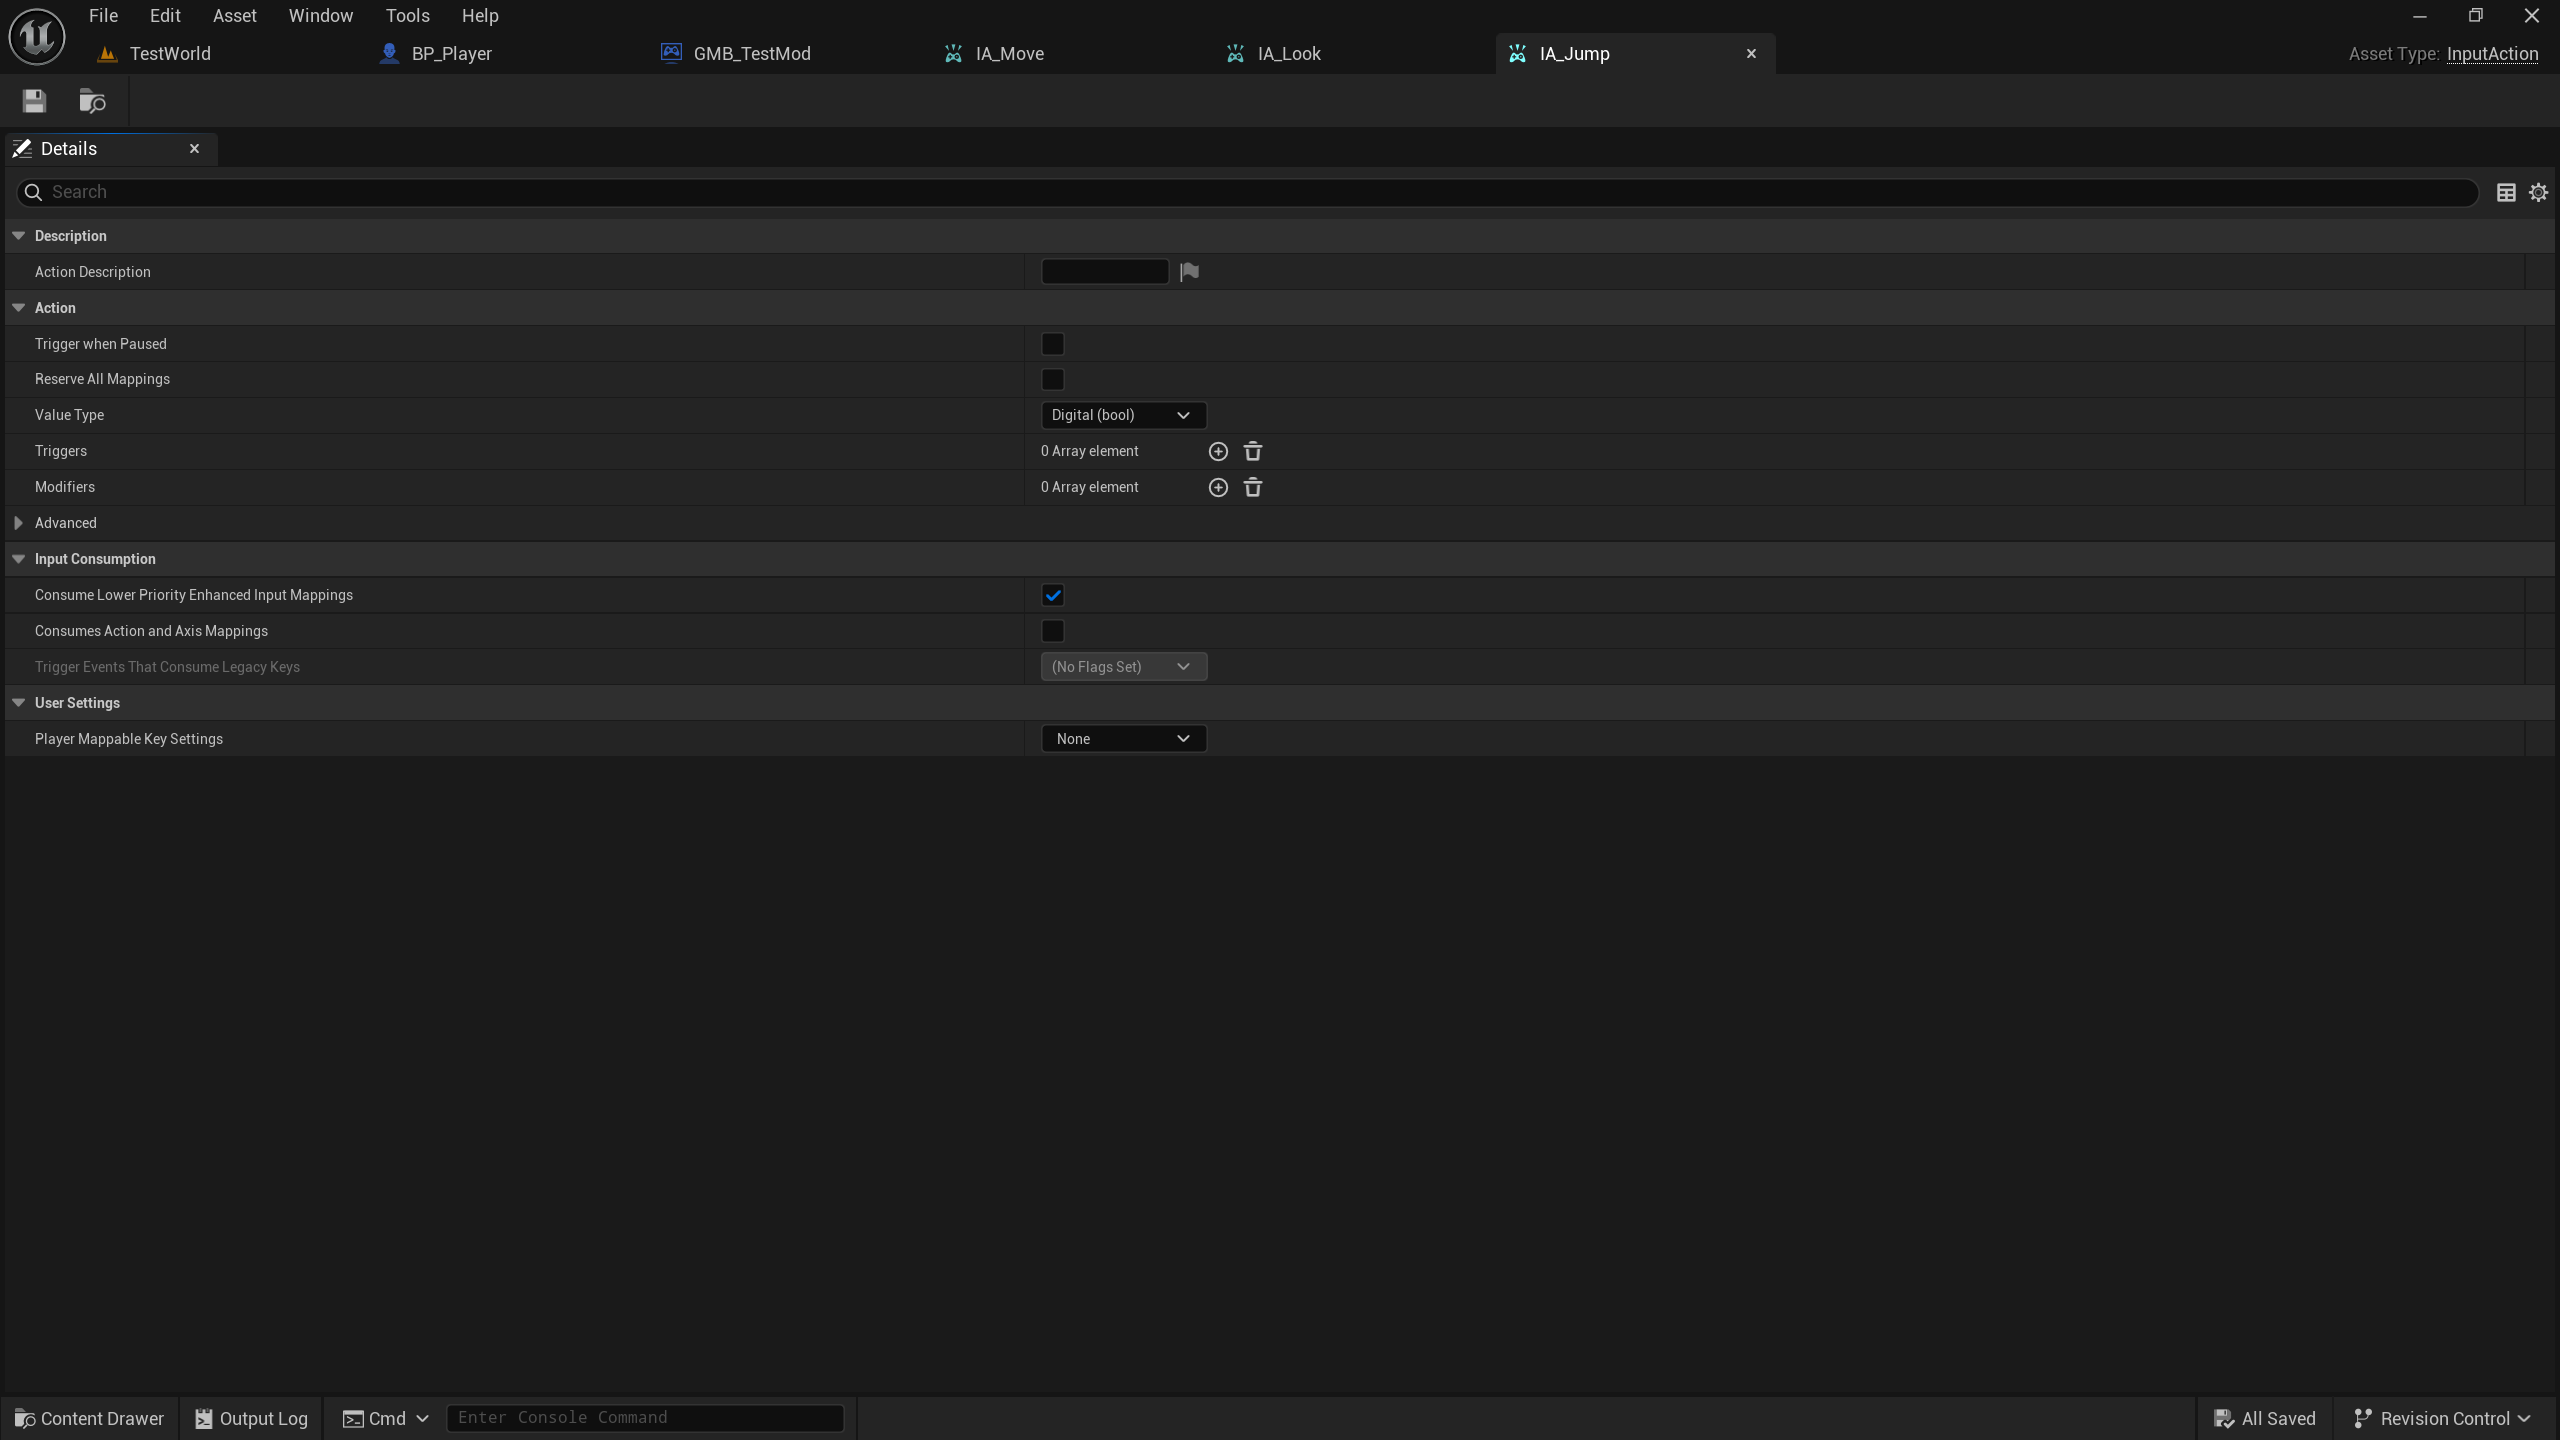 File Edit Asset Window Tools Help
TestWorld BP_Player GMB_TestMod IA_Move IA_Look IA_Jump Asset Type: InputAction
Details
Search
Description
Action Description
Action
Trigger when Paused
Reserve All Mappings
Value Type Digital (bool)
Triggers 0 Array element
Modifiers 0 Array element
Advanced
Input Consumption
Consume Lower Priority Enhanced Input Mappings
Consumes Action and Axis Mappings
Trigger Events That Consume Legacy Keys (No Flags Set)
User Settings
Player Mappable Key Settings None
Content Drawer Output Log Cmd Enter Console Command All Saved Revision Control